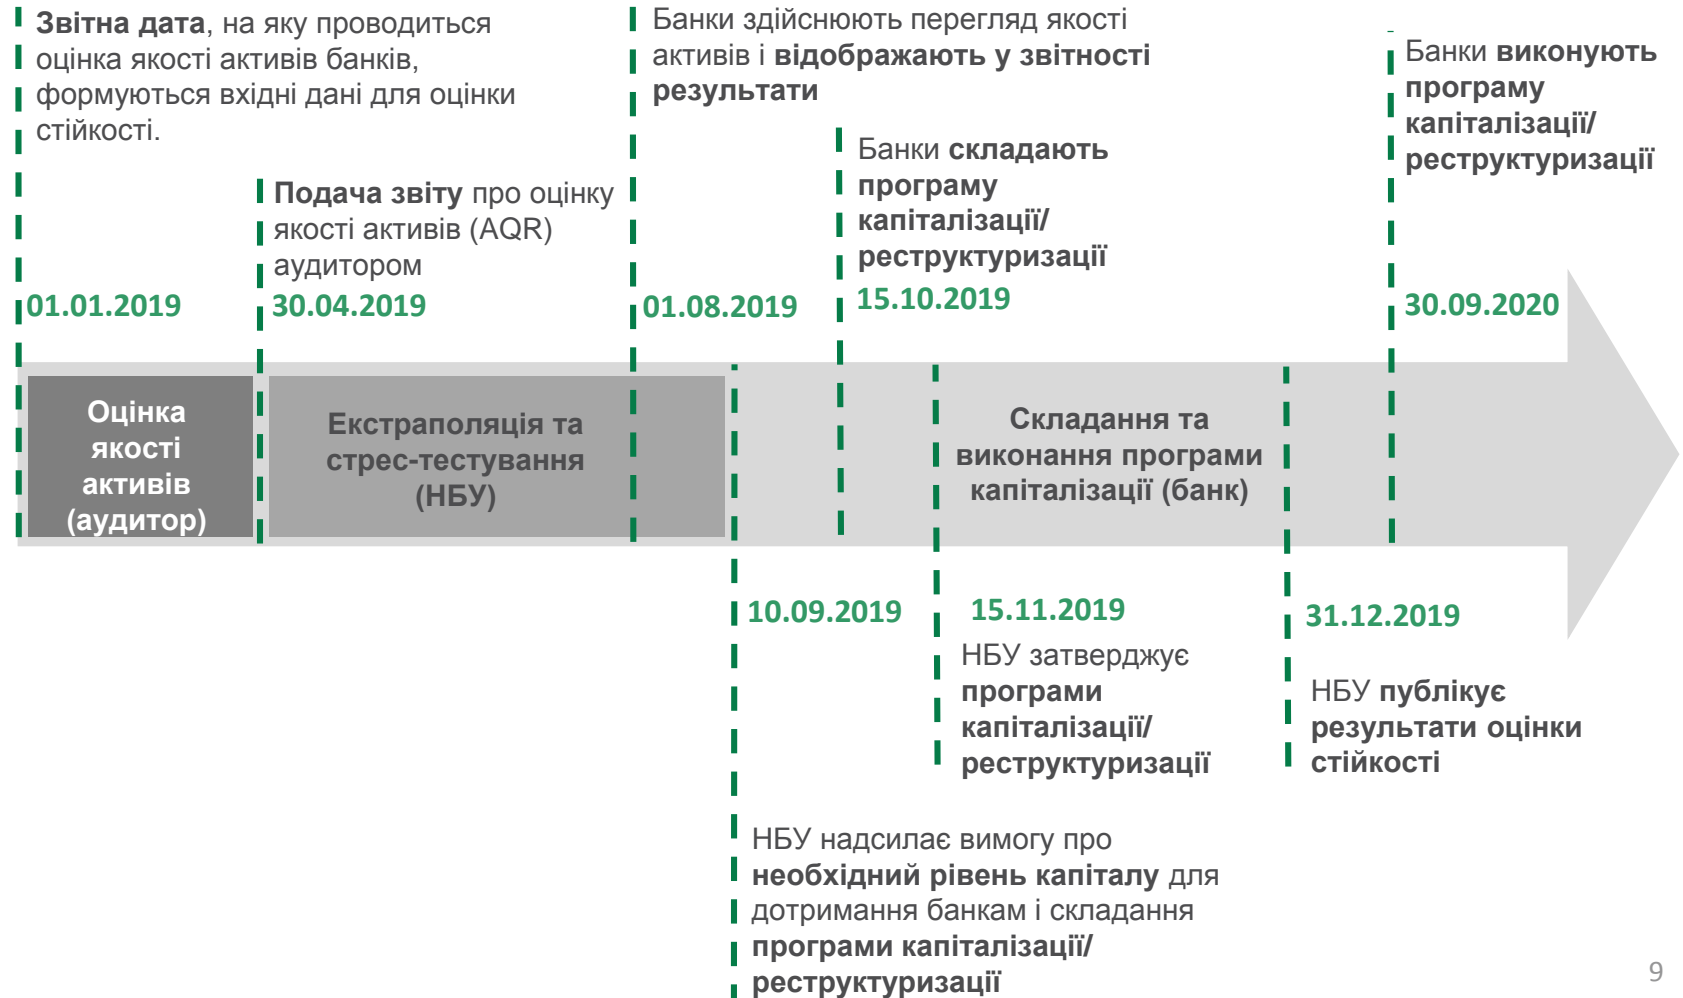 Звітна дата, на яку проводиться
оцінка якості активів банків,
формуються вхідні дані для оцінки
стійкості.
01.01.2019
Подача звіту про оцінку
якості активів (AQR)
аудитором
30.04.2019
Банки здійснюють перегляд якості
активів і відображають у звітності
результати
01.08.2019
Банки складають
програму
капіталізації/
реструктуризації
15.10.2019
Банки виконують
програму
капіталізації/
реструктуризації
30.09.2020
Оцінка
якості
активів
(аудитор)
Екстраполяція та
стрес-тестування
(НБУ)
Складання та
виконання програми
капіталізації (банк)
10.09.2019
НБУ надсилає вимогу про
необхідний рівень капіталу для
дотримання банкам і складання
програми капіталізації/
реструктуризації
15.11.2019
НБУ затверджує
програми
капіталізації/
реструктуризації
31.12.2019
НБУ публікує
результати оцінки
стійкості
9